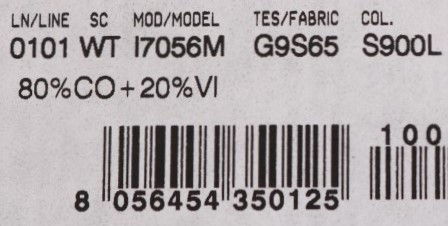 LN/LINE SC MOD/MODEL TES/FABRIC COL.
0101 WT I7056M G9S65 S900L
80%CO+20%VI
100
8 056454 350125